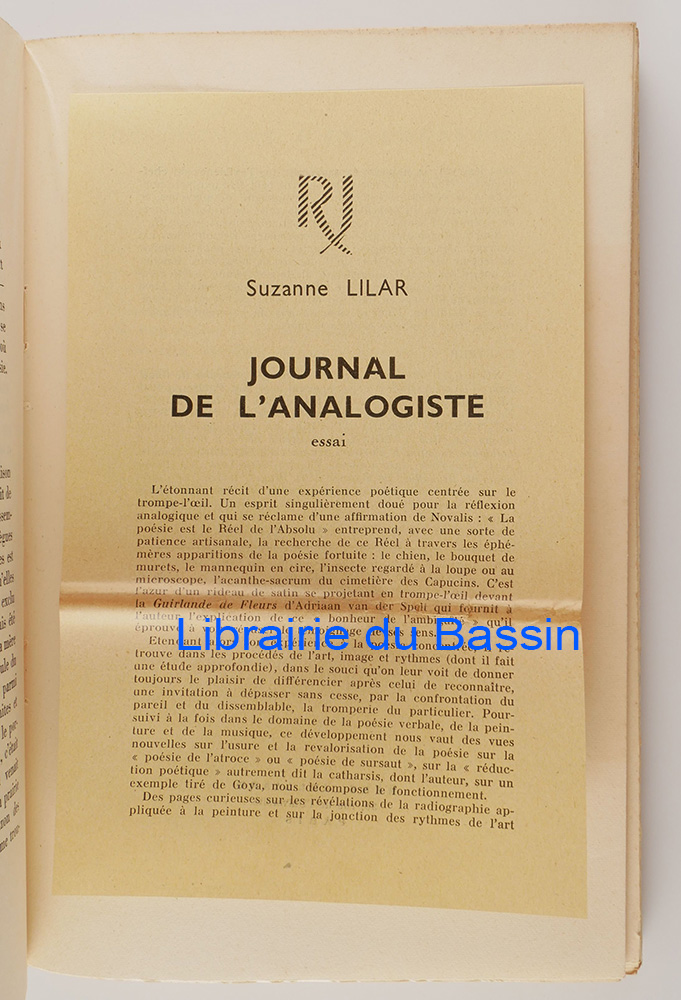 RJ
Suzanne LILAR
JOURNAL
DE L'ANALOGISTE
essai
L'étonnant récit d'une expérience poétique centrée sur le
trompe-l'œil. Un esprit singulièrement doué pour la réflexion
analogique et qui se réclame d'une affirmation de Novalis : « La
poésie est le Réel de l'Absolu » entreprend, avec une sorte de
patience artisanale, la recherche de ce Réel à travers les éphé-
mères apparitions de la poésie fortuite : le chien, le bouquet de
murets, le mannequin en cire, l'insecte regardé à la loupe ou au
microscope, l'acanthe-sacrum du cimetière des Capucins. C'est
l'azur d'un rideau de satin se projetant en trompe-l'œil devant
la Guirlande de Fleurs d'Adriaan van der Spelt qui fournit à
l'auteur l'explication de ce « bonheur de l'ambiguïté » qu'il
Librairie du Bassin
trouve dans les procédés de l'art, image et rythmes (dont il fait
une étude approfondie), dans le souci qu'on leur voit de donner
toujours le plaisir de différencier après celui de reconnaître,
une invitation à dépasser sans cesse, par la confrontation du
pareil et du dissemblable, la tromperie du particulier. Pour-
suivi à la fois dans le domaine de la poésie verbale, de la pein-
ture et de la musique, ce développement nous vaut des vues
nouvelles sur l'usure et la revalorisation de la poésie sur la
« poésie de l'atroce » ou « poésie de sursaut », sur la « réduc-
tion poétique » autrement dit la catharsis, dont l'auteur, sur un
exemple tiré de Goya, nous décompose le fonctionnement.
Des pages curieuses sur les révélations de la radiographie ap-
pliquée à la peinture et sur la jonction des rythmes de l'art